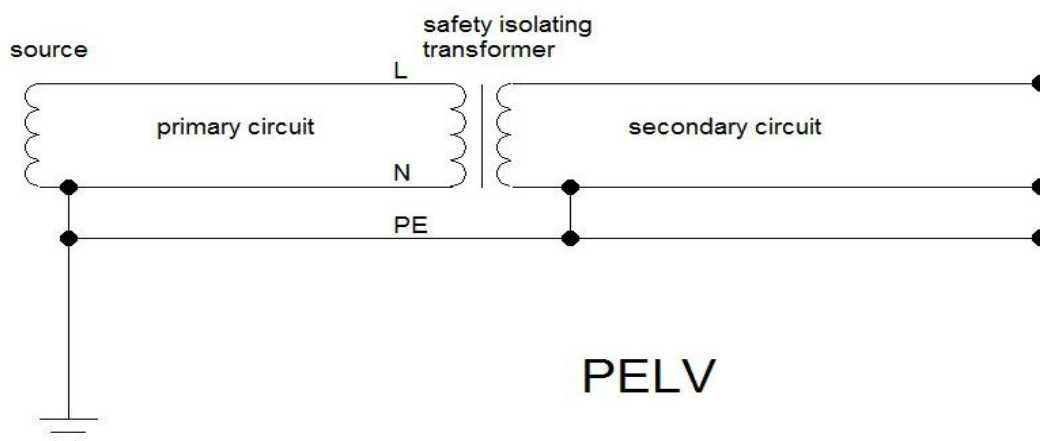 safety isolating
transformer
source
L
primary circuit
secondary circuit
N
PE
PELV